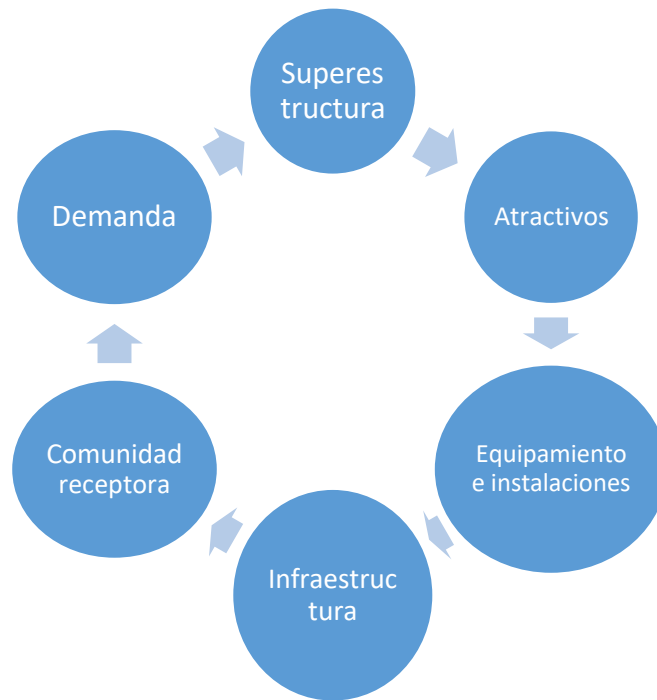 Superes
tructura
Atractivos
Equipamiento
e instalaciones
Infraestruc
tura
Comunidad
receptora
Demanda